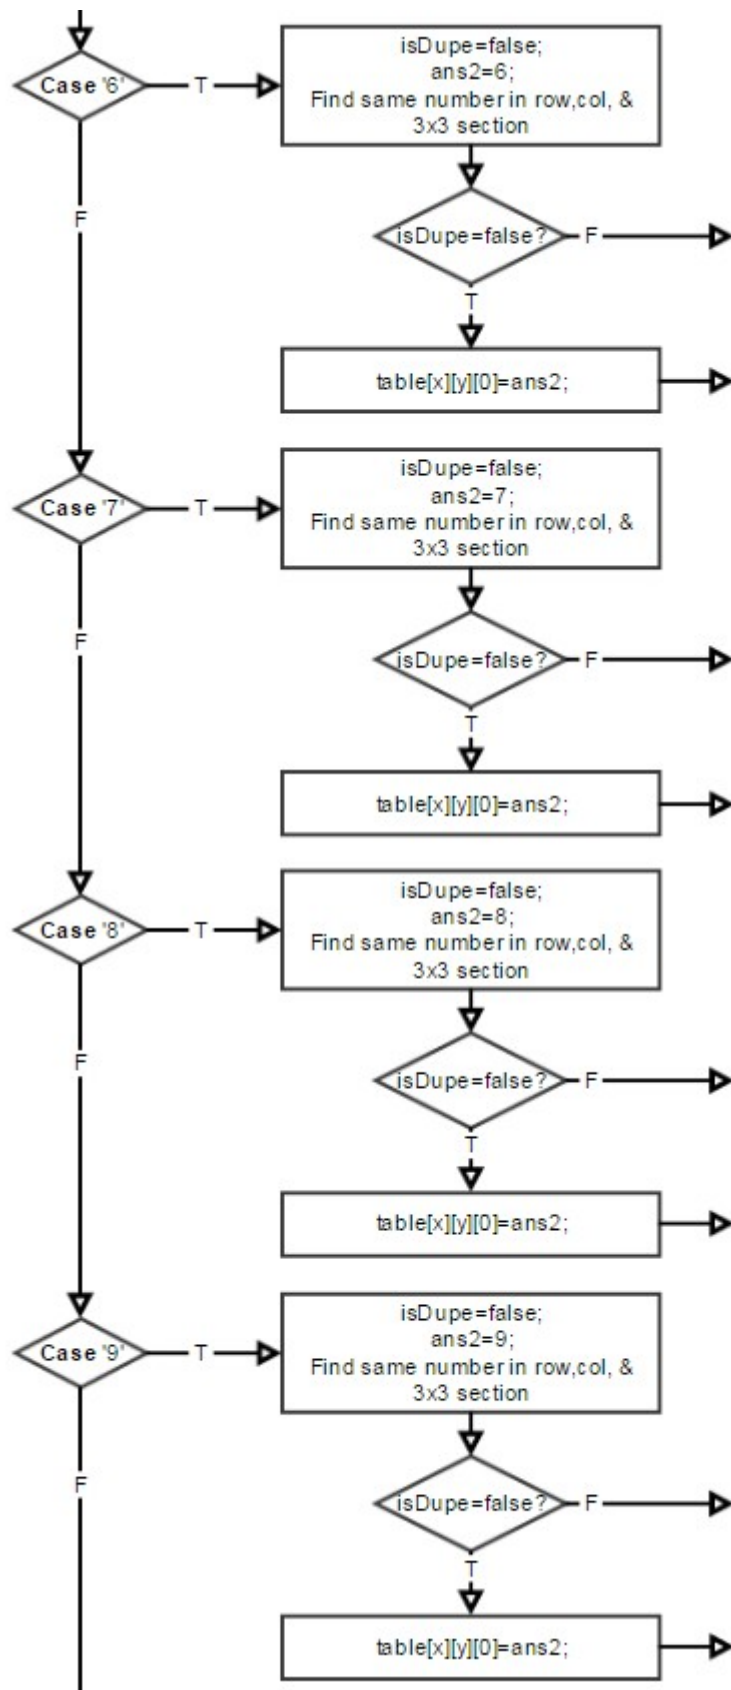 Case '6'
T
isDupe=false;
ans2=6;
Find same number in row,col, &
3x3 section
F
isDupe=false?
F
T
table[x][y][0]=ans2;
Case '7'
T
isDupe=false;
ans2=7;
Find same number in row,col, &
3x3 section
F
isDupe=false?
F
T
table[x][y][0]=ans2;
Case '8'
T
isDupe=false;
ans2=8;
Find same number in row,col, &
3x3 section
F
isDupe=false?
F
T
table[x][y][0]=ans2;
Case '9'
T
isDupe=false;
ans2=9;
Find same number in row,col, &
3x3 section
F
isDupe=false?
F
T
table[x][y][0]=ans2;